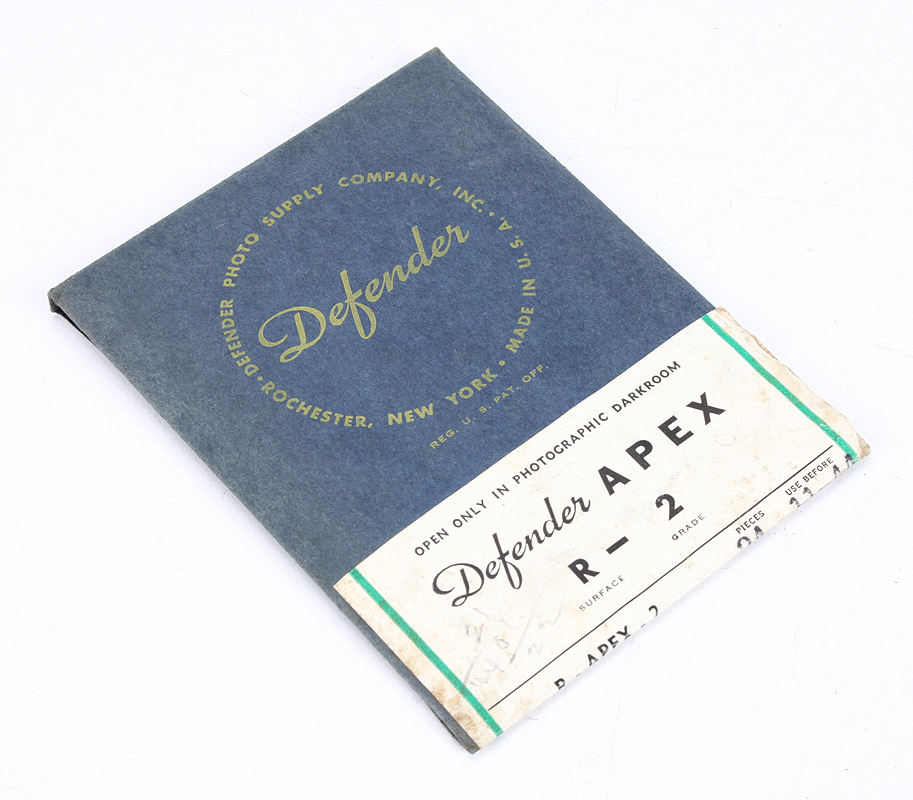 DEFENDER PHOTO SUPPLY COMPANY, INC. •
ROCHESTER, NEW YORK • MADE IN U.S.A. •
Defender
REG. U. S. PAT. OFF.
OPEN ONLY IN PHOTOGRAPHIC DARKROOM
Defender APEX
R – 2
SURFACE GRADE
PIECES USE BEFORE
R - APEX - 2